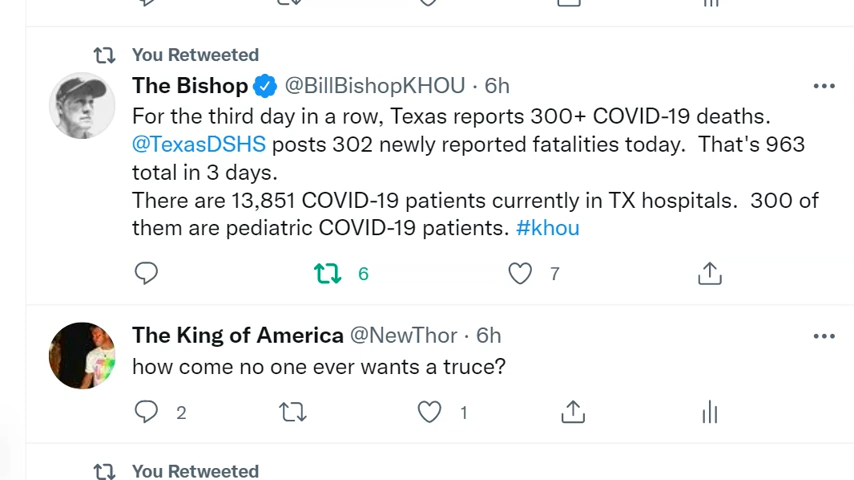 You Retweeted
The Bishop @BillBishopKHOU · 6h
For the third day in a row, Texas reports 300+ COVID-19 deaths.
@TexasDSHS posts 302 newly reported fatalities today.  That's 963
total in 3 days.
There are 13,851 COVID-19 patients currently in TX hospitals.  300 of
them are pediatric COVID-19 patients. #khou
6 7
The King of America @NewThor · 6h
how come no one ever wants a truce?
2 1
You Retweeted